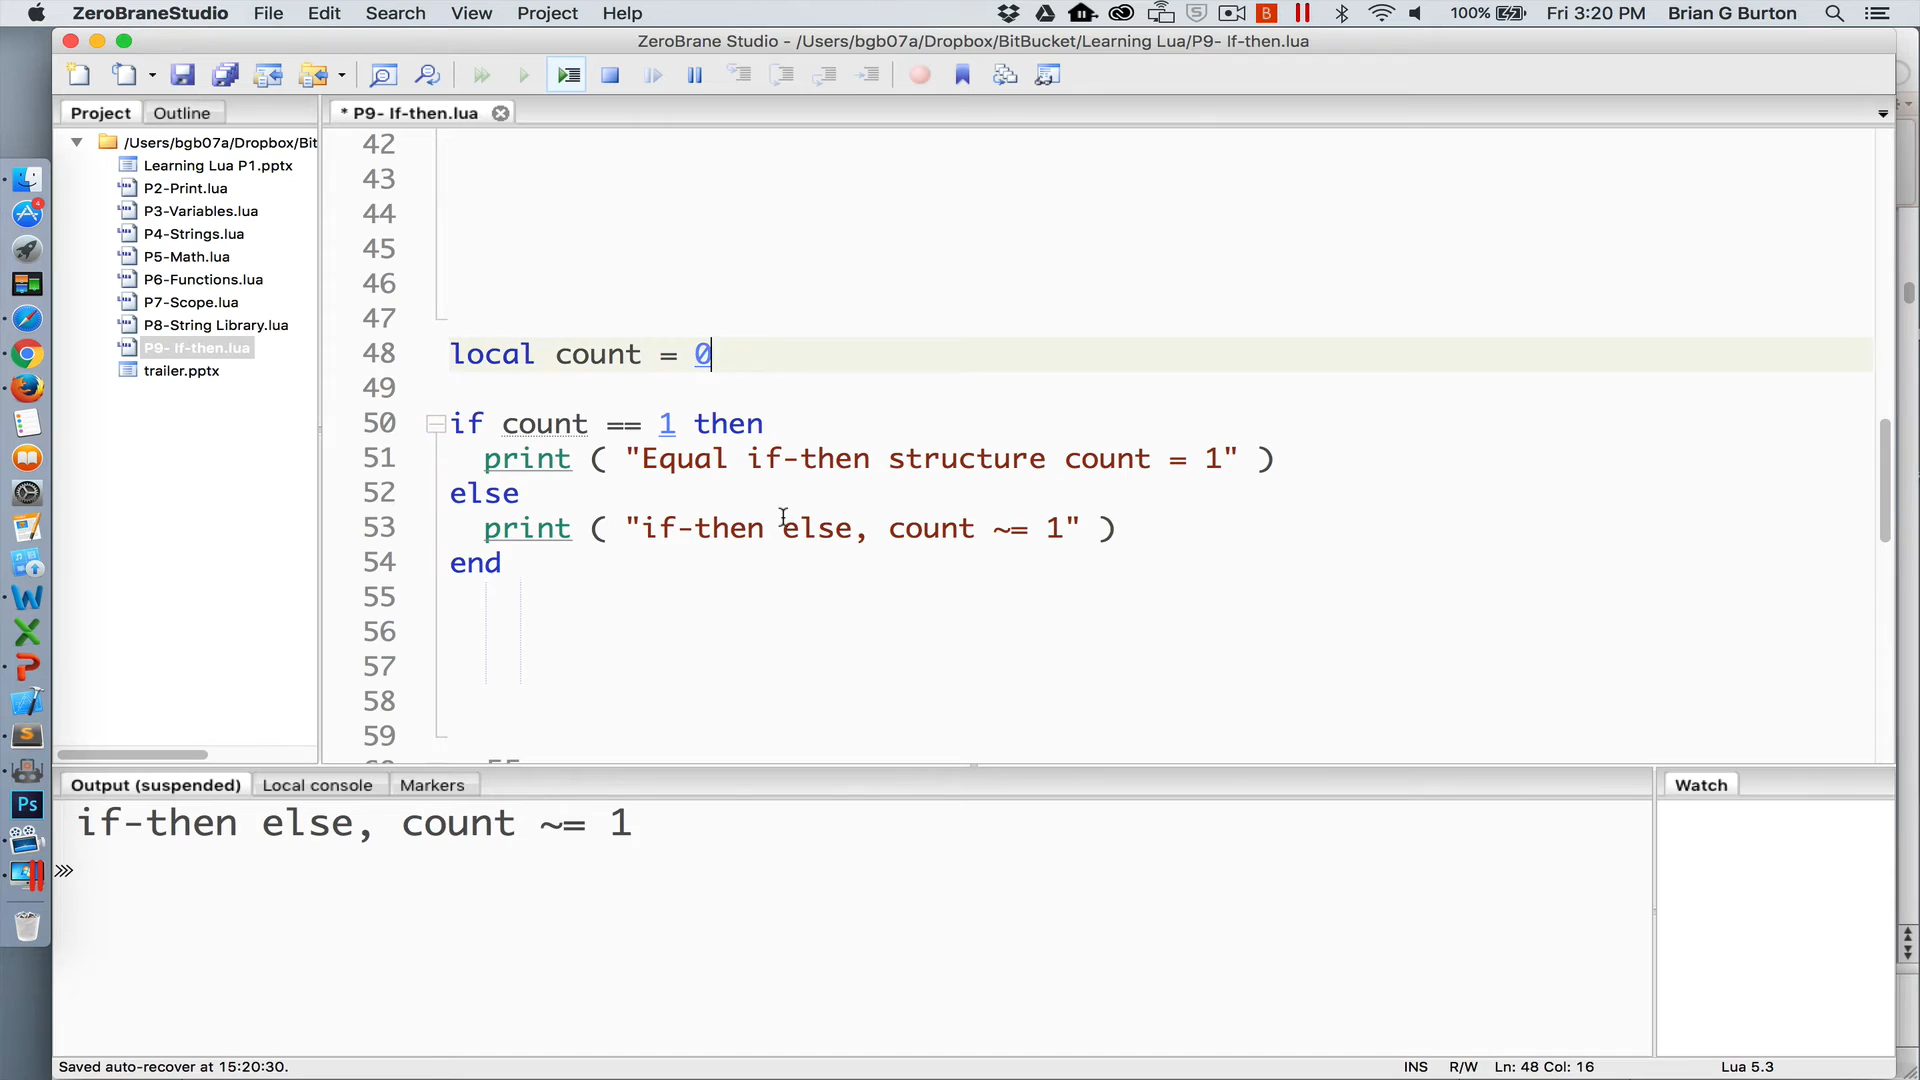 ZeroBraneStudio File Edit Search View Project Help
100% Fri 3:20 PM Brian G Burton
ZeroBrane Studio - /Users/bgb07a/Dropbox/BitBucket/Learning Lua/P9- If-then.lua
Project Outline
* P9- If-then.lua
/Users/bgb07a/Dropbox/Bit
Learning Lua P1.pptx
P2-Print.lua
P3-Variables.lua
P4-Strings.lua
P5-Math.lua
P6-Functions.lua
P7-Scope.lua
P8-String Library.lua
P9- If-then.lua
trailer.pptx
42
43
44
45
46
47
48 local count = 0
49
50 if count == 1 then
51 print ( "Equal if-then structure count = 1" )
52 else
53 print ( "if-then else, count ~= 1" )
54 end
55
56
57
58
59
Output (suspended) Local console Markers
Watch
if-then else, count ~= 1
Saved auto-recover at 15:20:30.
INS R/W Ln: 48 Col: 16 Lua 5.3